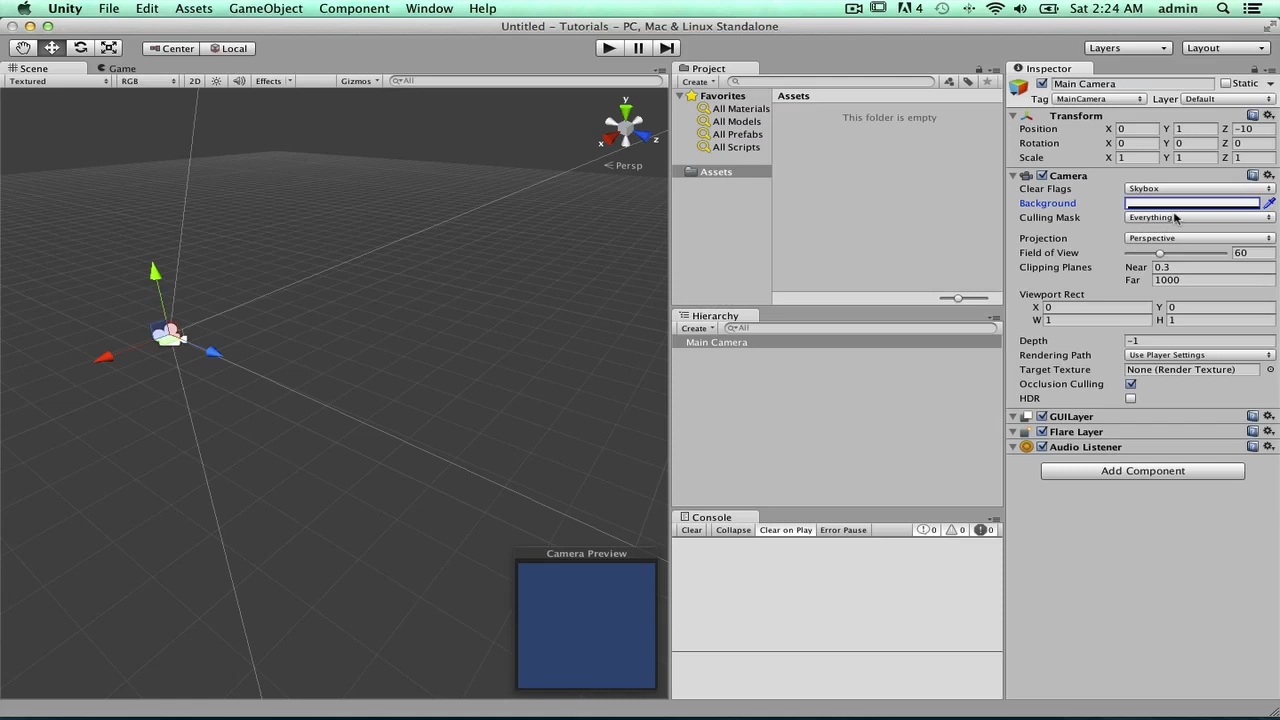 Unity File Edit Assets GameObject Component Window Help 4 Sat 2:24 AM admin
Untitled - Tutorials - PC, Mac & Linux Standalone
Center Local Layers Layout
Scene Game
Textured RGB 2D Effects Gizmos All
y
x
z
Persp
Camera Preview
Project
Create
Favorites
All Materials
All Models
All Prefabs
All Scripts
Assets
Assets
This folder is empty
Hierarchy
Create All
Main Camera
Console
Clear Collapse Clear on Play Error Pause 0 0 0
Inspector
Main Camera Static
Tag MainCamera Layer Default
Transform
Position X 0 Y 1 Z -10
Rotation X 0 Y 0 Z 0
Scale X 1 Y 1 Z 1
Camera
Clear Flags Skybox
Background
Culling Mask Everything
Projection Perspective
Field of View 60
Clipping Planes Near 0.3
Far 1000
Viewport Rect
X 0 Y 0
W 1 H 1
Depth -1
Rendering Path Use Player Settings
Target Texture None (Render Texture)
Occlusion Culling
HDR
GUILayer
Flare Layer
Audio Listener
Add Component